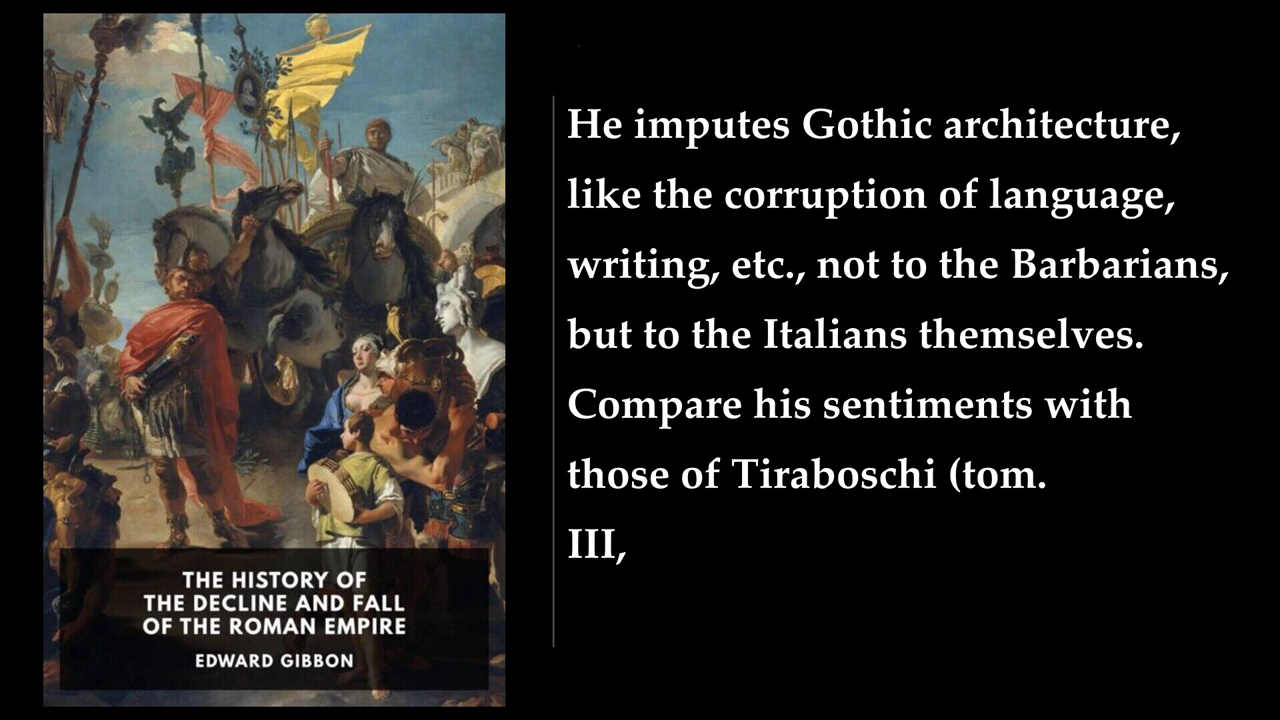 THE HISTORY OF
THE DECLINE AND FALL
OF THE ROMAN EMPIRE
EDWARD GIBBON
He imputes Gothic architecture,
like the corruption of language,
writing, etc., not to the Barbarians,
but to the Italians themselves.
Compare his sentiments with
those of Tiraboschi (tom.
III,